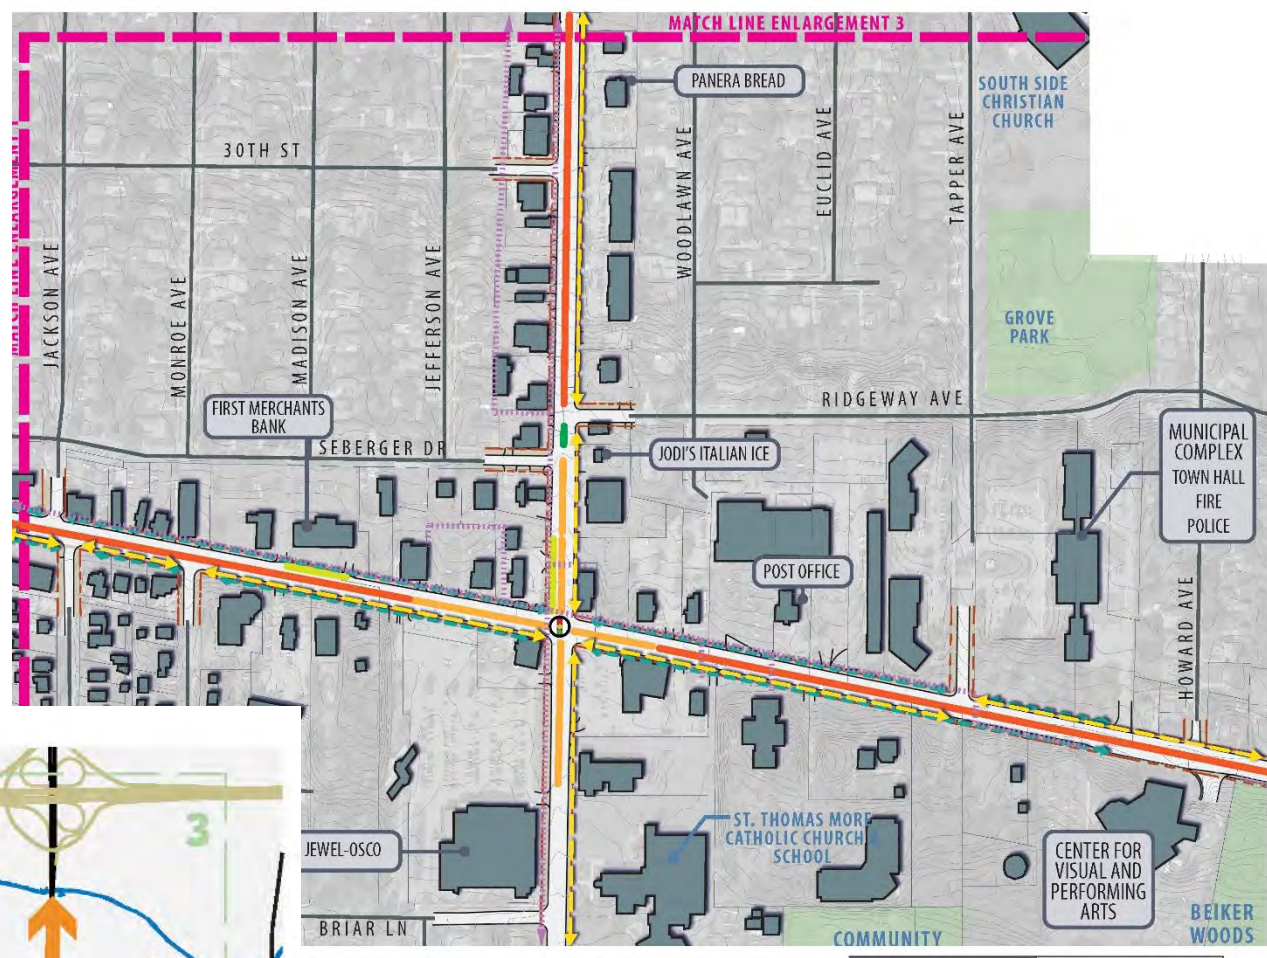 MATCH LINE ENLARGEMENT 3
PANERA BREAD
SOUTH SIDE
CHRISTIAN
CHURCH
30TH ST
WOODLAWN AVE
EUCLID AVE
TAPPER AVE
MATCH LINE ENLARGEMENT
JACKSON AVE
MONROE AVE
MADISON AVE
JEFFERSON AVE
GROVE
PARK
RIDGEWAY AVE
FIRST MERCHANTS
BANK
SEBERGER DR
JODI'S ITALIAN ICE
MUNICIPAL
COMPLEX
TOWN HALL
FIRE
POLICE
POST OFFICE
HOWARD AVE
3
JEWEL-OSCO
ST. THOMAS MORE
CATHOLIC CHURCH &
SCHOOL
CENTER FOR
VISUAL AND
PERFORMING
ARTS
BRIAR LN
COMMUNITY
BEIKER
WOODS